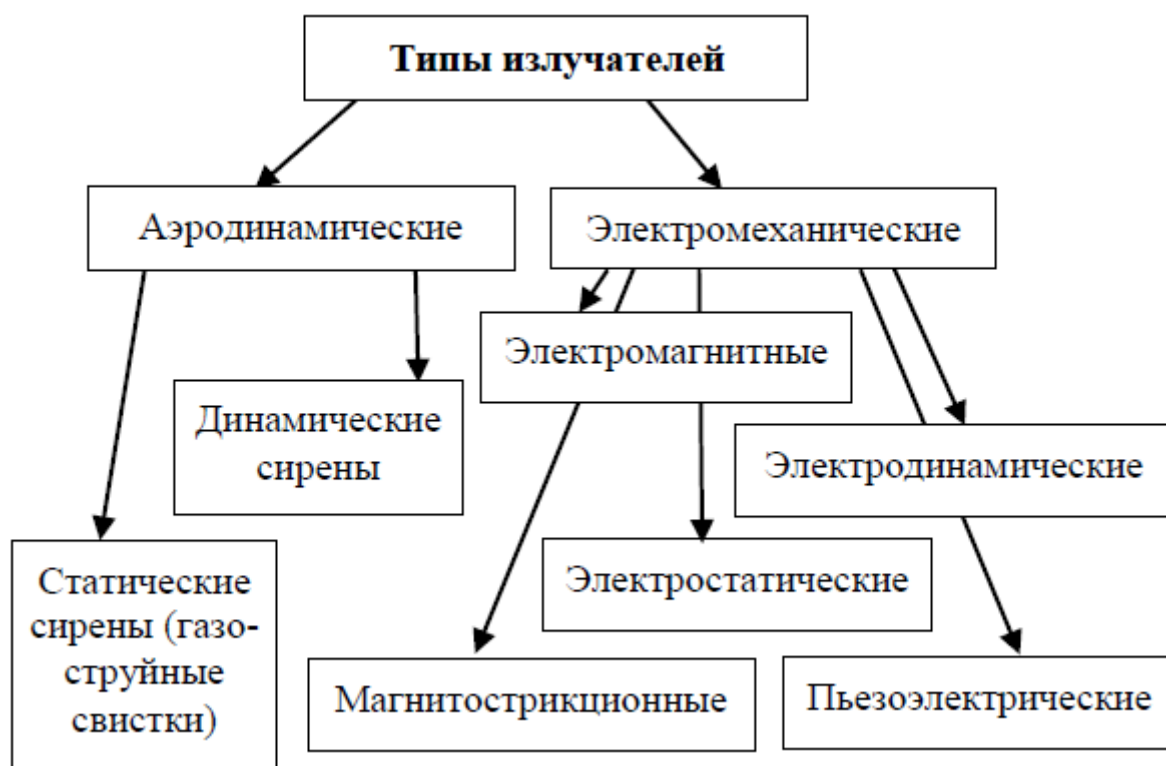 Типы излучателей
Аэродинамические
Электромеханические
Электромагнитные
Динамические
сирены
Электродинамические
Статические
сирены (газо-
струйные
свистки)
Электростатические
Магнитострикционные
Пьезоэлектрические